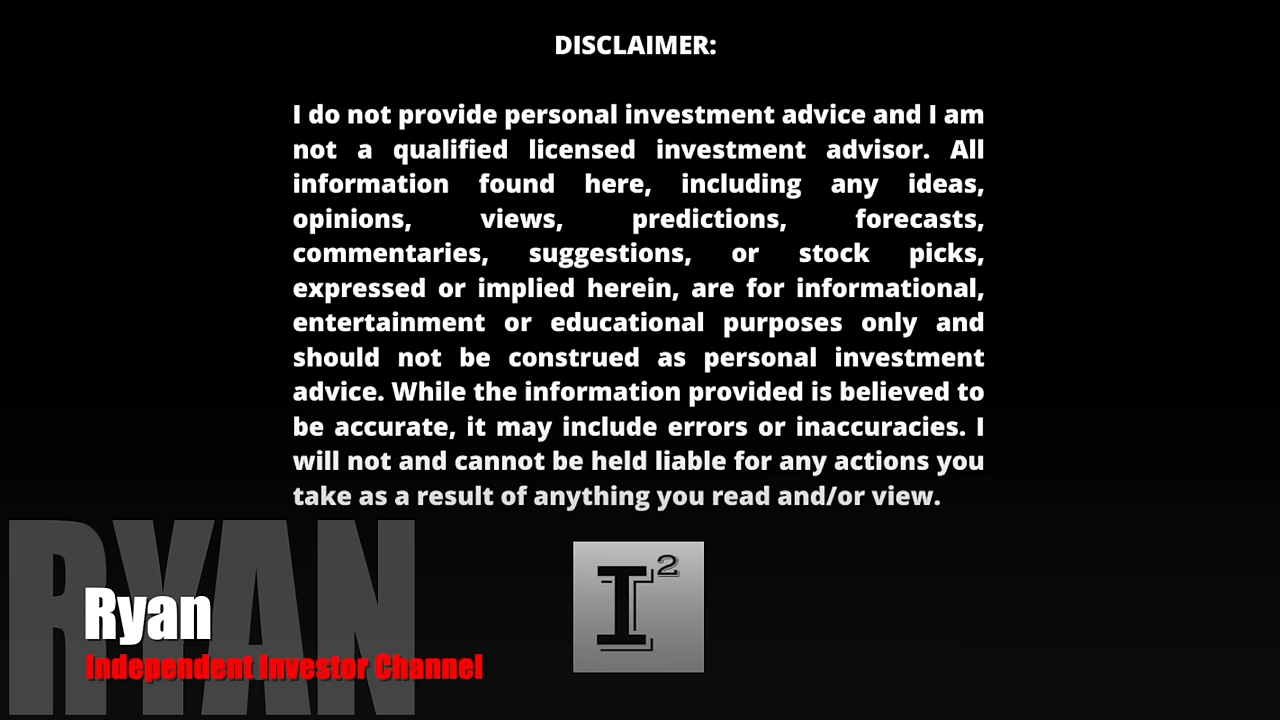 DISCLAIMER:
I do not provide personal investment advice and I am
not a qualified licensed investment advisor. All
information found here, including any ideas,
opinions, views, predictions, forecasts,
commentaries, suggestions, or stock picks,
expressed or implied herein, are for informational,
entertainment or educational purposes only and
should not be construed as personal investment
advice. While the information provided is believed to
be accurate, it may include errors or inaccuracies. I
will not and cannot be held liable for any actions you
take as a result of anything you read and/or view.
RYAN
Ryan
Independent Investor Channel
I²